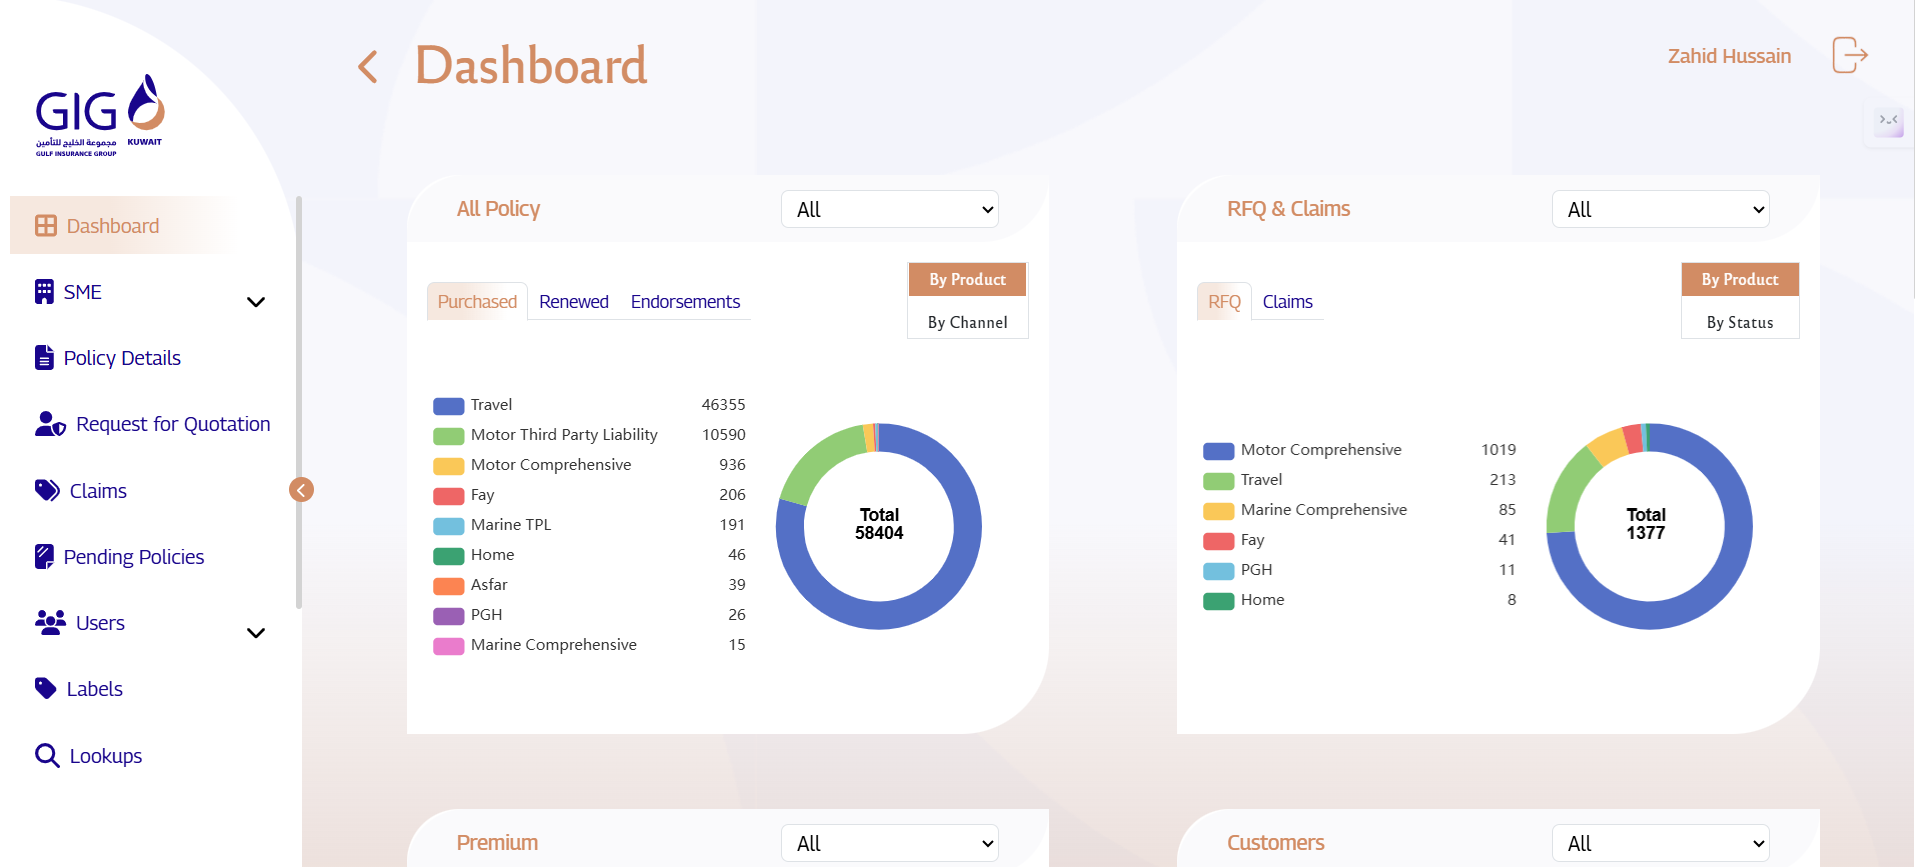 GIG
مجموعة الخليج للتأمين
GULF INSURANCE GROUP
KUWAIT
Dashboard
Zahid Hussain
Dashboard
SME
Policy Details
Request for Quotation
Claims
Pending Policies
Users
Labels
Lookups
All Policy
All
Purchased
Renewed
Endorsements
By Product
By Channel
Travel 46355
Motor Third Party Liability 10590
Motor Comprehensive 936
Fay 206
Marine TPL 191
Home 46
Asfar 39
PGH 26
Marine Comprehensive 15
Total
58404
RFQ & Claims
All
RFQ
Claims
By Product
By Status
Motor Comprehensive 1019
Travel 213
Marine Comprehensive 85
Fay 41
PGH 11
Home 8
Total
1377
Premium
All
Customers
All